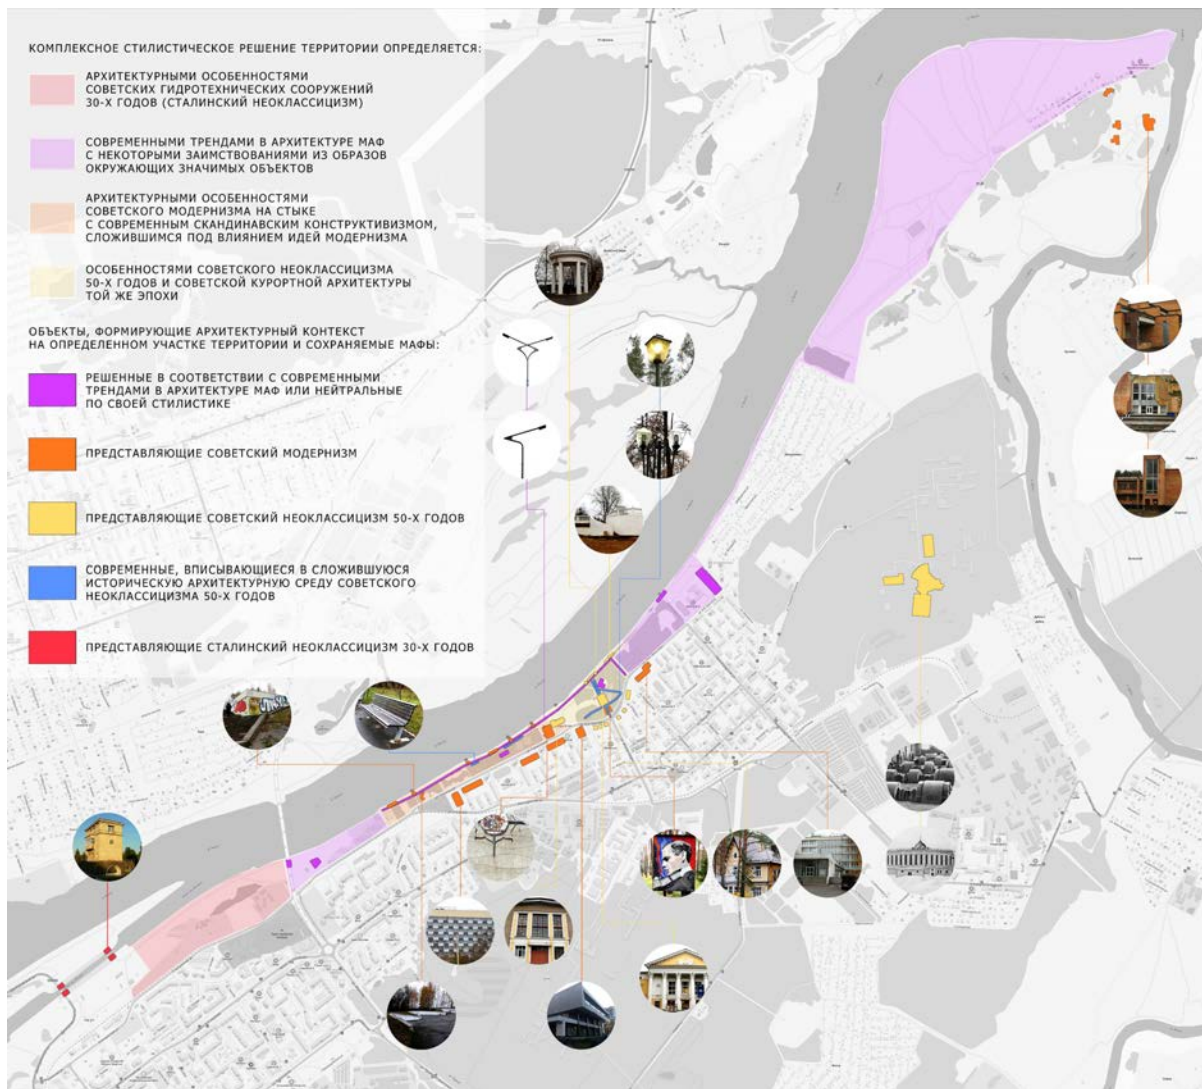 КОМПЛЕКСНОЕ СТИЛИСТИЧЕСКОЕ РЕШЕНИЕ ТЕРРИТОРИИ ОПРЕДЕЛЯЕТСЯ:
АРХИТЕКТУРНЫМИ ОСОБЕННОСТЯМИ
СОВЕТСКИХ ГИДРОТЕХНИЧЕСКИХ СООРУЖЕНИЙ
30-Х ГОДОВ (СТАЛИНСКИЙ НЕОКЛАССИЦИЗМ)
СОВРЕМЕННЫМИ ТРЕНДАМИ В АРХИТЕКТУРЕ МАФ
С НЕКОТОРЫМИ ЗАИМСТВОВАНИЯМИ ИЗ ОБРАЗОВ
ОКРУЖАЮЩИХ ЗНАЧИМЫХ ОБЪЕКТОВ
АРХИТЕКТУРНЫМИ ОСОБЕННОСТЯМИ
СОВЕТСКОГО МОДЕРНИЗМА НА СТЫКЕ
С СОВРЕМЕННЫМ СКАНДИНАВСКИМ КОНСТРУКТИВИЗМОМ,
СЛОЖИВШИМСЯ ПОД ВЛИЯНИЕМ ИДЕЙ МОДЕРНИЗМА
ОСОБЕННОСТЯМИ СОВЕТСКОГО НЕОКЛАССИЦИЗМА
50-Х ГОДОВ И СОВЕТСКОЙ КУРОРТНОЙ АРХИТЕКТУРЫ
ТОЙ ЖЕ ЭПОХИ
ОБЪЕКТЫ, ФОРМИРУЮЩИЕ АРХИТЕКТУРНЫЙ КОНТЕКСТ
НА ОПРЕДЕЛЕННОМ УЧАСТКЕ ТЕРРИТОРИИ И СОХРАНЯЕМЫЕ МАФЫ:
РЕШЕННЫЕ В СООТВЕТСТВИИ С СОВРЕМЕННЫМИ
ТРЕНДАМИ В АРХИТЕКТУРЕ МАФ ИЛИ НЕЙТРАЛЬНЫЕ
ПО СВОЕЙ СТИЛИСТИКЕ
ПРЕДСТАВЛЯЮЩИЕ СОВЕТСКИЙ МОДЕРНИЗМ
ПРЕДСТАВЛЯЮЩИЕ СОВЕТСКИЙ НЕОКЛАССИЦИЗМ 50-Х ГОДОВ
СОВРЕМЕННЫЕ, ВПИСЫВАЮЩИЕСЯ В СЛОЖИВШУЮСЯ
ИСТОРИЧЕСКУЮ АРХИТЕКТУРНУЮ СРЕДУ СОВЕТСКОГО
НЕОКЛАССИЦИЗМА 50-Х ГОДОВ
ПРЕДСТАВЛЯЮЩИЕ СТАЛИНСКИЙ НЕОКЛАССИЦИЗМ 30-Х ГОДОВ